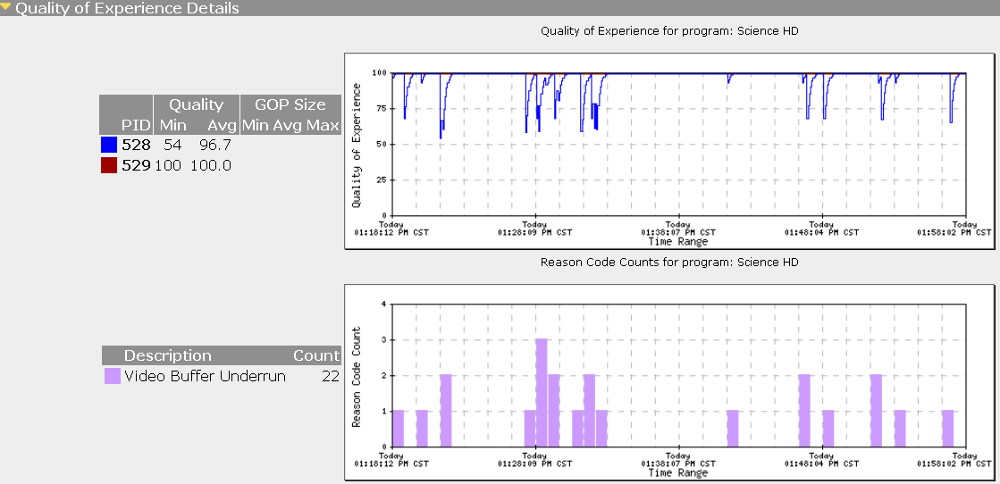 Quality of Experience Details
Quality of Experience for program: Science HD
Quality GOP Size
PID Min Avg Min Avg Max
528 54 96.7
529 100 100.0
Quality of Experience
100
75
50
25
0
Today Today Today Today Today
01:18:12 PM CST 01:28:09 PM CST 01:38:07 PM CST 01:48:04 PM CST 01:58:02 PM CST
Time Range
Reason Code Counts for program: Science HD
Description Count
Video Buffer Underrun 22
Reason Code Count
4
3
2
1
0
Today Today Today Today Today
01:18:12 PM CST 01:28:09 PM CST 01:38:07 PM CST 01:48:04 PM CST 01:58:02 PM CST
Time Range